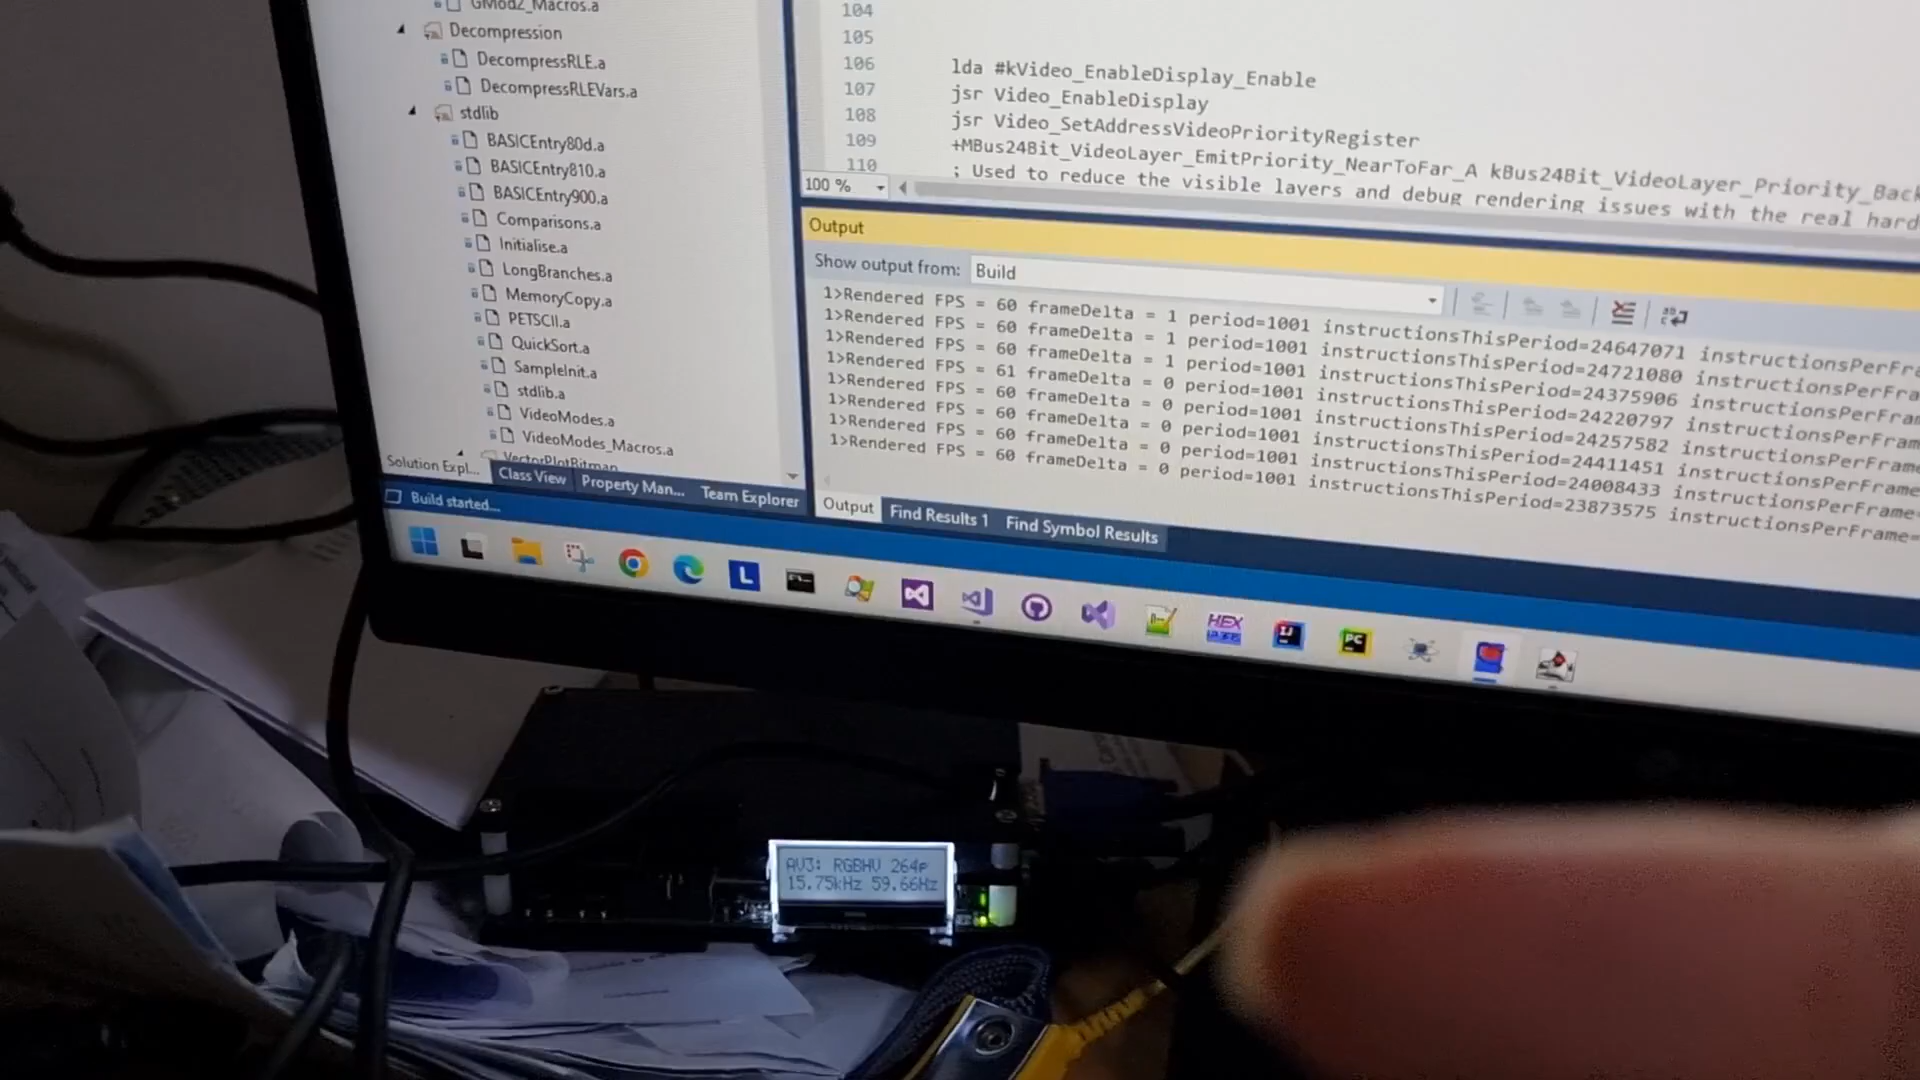 GMod2_Macros.a
Decompression
DecompressRLE.a
DecompressRLEVars.a
stdlib
BASICEntry80d.a
BASICEntry810.a
BASICEntry900.a
Comparisons.a
Initialise.a
LongBranches.a
MemoryCopy.a
PETSCII.a
QuickSort.a
SampleInit.a
stdlib.a
VideoModes.a
VideoModes_Macros.a
VectorPlotBitmap
Solution Expl...
Class View
Property Man...
Team Explorer
Build started...
104
105
106 lda #kVideo_EnableDisplay_Enable
107 jsr Video_EnableDisplay
108 jsr Video_SetAddressVideoPriorityRegister
109 +MBus24Bit_VideoLayer_EmitPriority_NearToFar_A kBus24Bit_VideoLayer_Priority_Back
110 ; Used to reduce the visible layers and debug rendering issues with the real hard
100 %
Output
Show output from: Build
1>Rendered FPS = 60 frameDelta = 1 period=1001 instructionsThisPeriod=24647071 instructionsPerFra
1>Rendered FPS = 60 frameDelta = 1 period=1001 instructionsThisPeriod=24721080 instructionsPerFra
1>Rendered FPS = 60 frameDelta = 1 period=1001 instructionsThisPeriod=24375906 instructionsPerFram
1>Rendered FPS = 61 frameDelta = 0 period=1001 instructionsThisPeriod=24220797 instructionsPerFram
1>Rendered FPS = 60 frameDelta = 0 period=1001 instructionsThisPeriod=24257582 instructionsPerFrame
1>Rendered FPS = 60 frameDelta = 0 period=1001 instructionsThisPeriod=24411451 instructionsPerFrame
1>Rendered FPS = 60 frameDelta = 0 period=1001 instructionsThisPeriod=24008433 instructionsPerFrame=
1>Rendered FPS = 60 frameDelta = 0 period=1001 instructionsThisPeriod=23873575 instructionsPerFrame=
Output
Find Results 1
Find Symbol Results
L
HEX
IJ
PC
AV3: RGBHV 264p
15.75kHz 59.66Hz